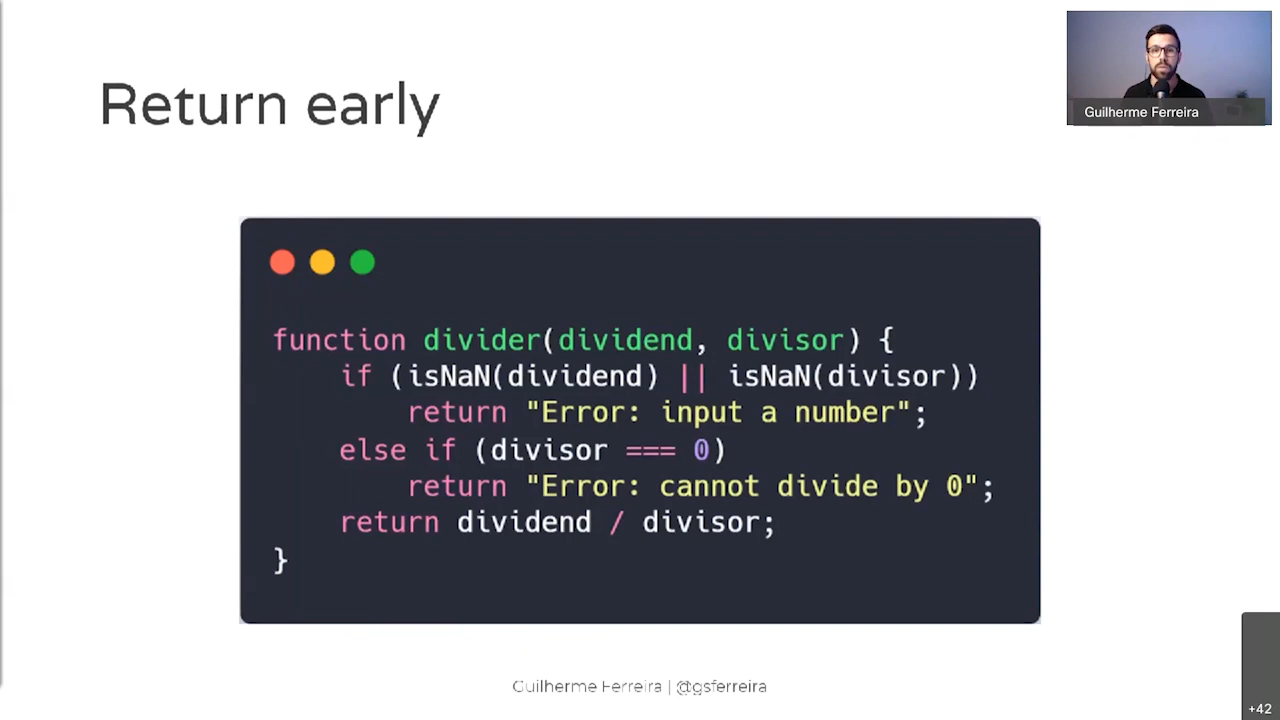 Return early
Guilherme Ferreira
function divider(dividend, divisor) {
    if (isNaN(dividend) || isNaN(divisor))
        return "Error: input a number";
    else if (divisor === 0)
        return "Error: cannot divide by 0";
    return dividend / divisor;
}
Guilherme Ferreira | @gsferreira
+42